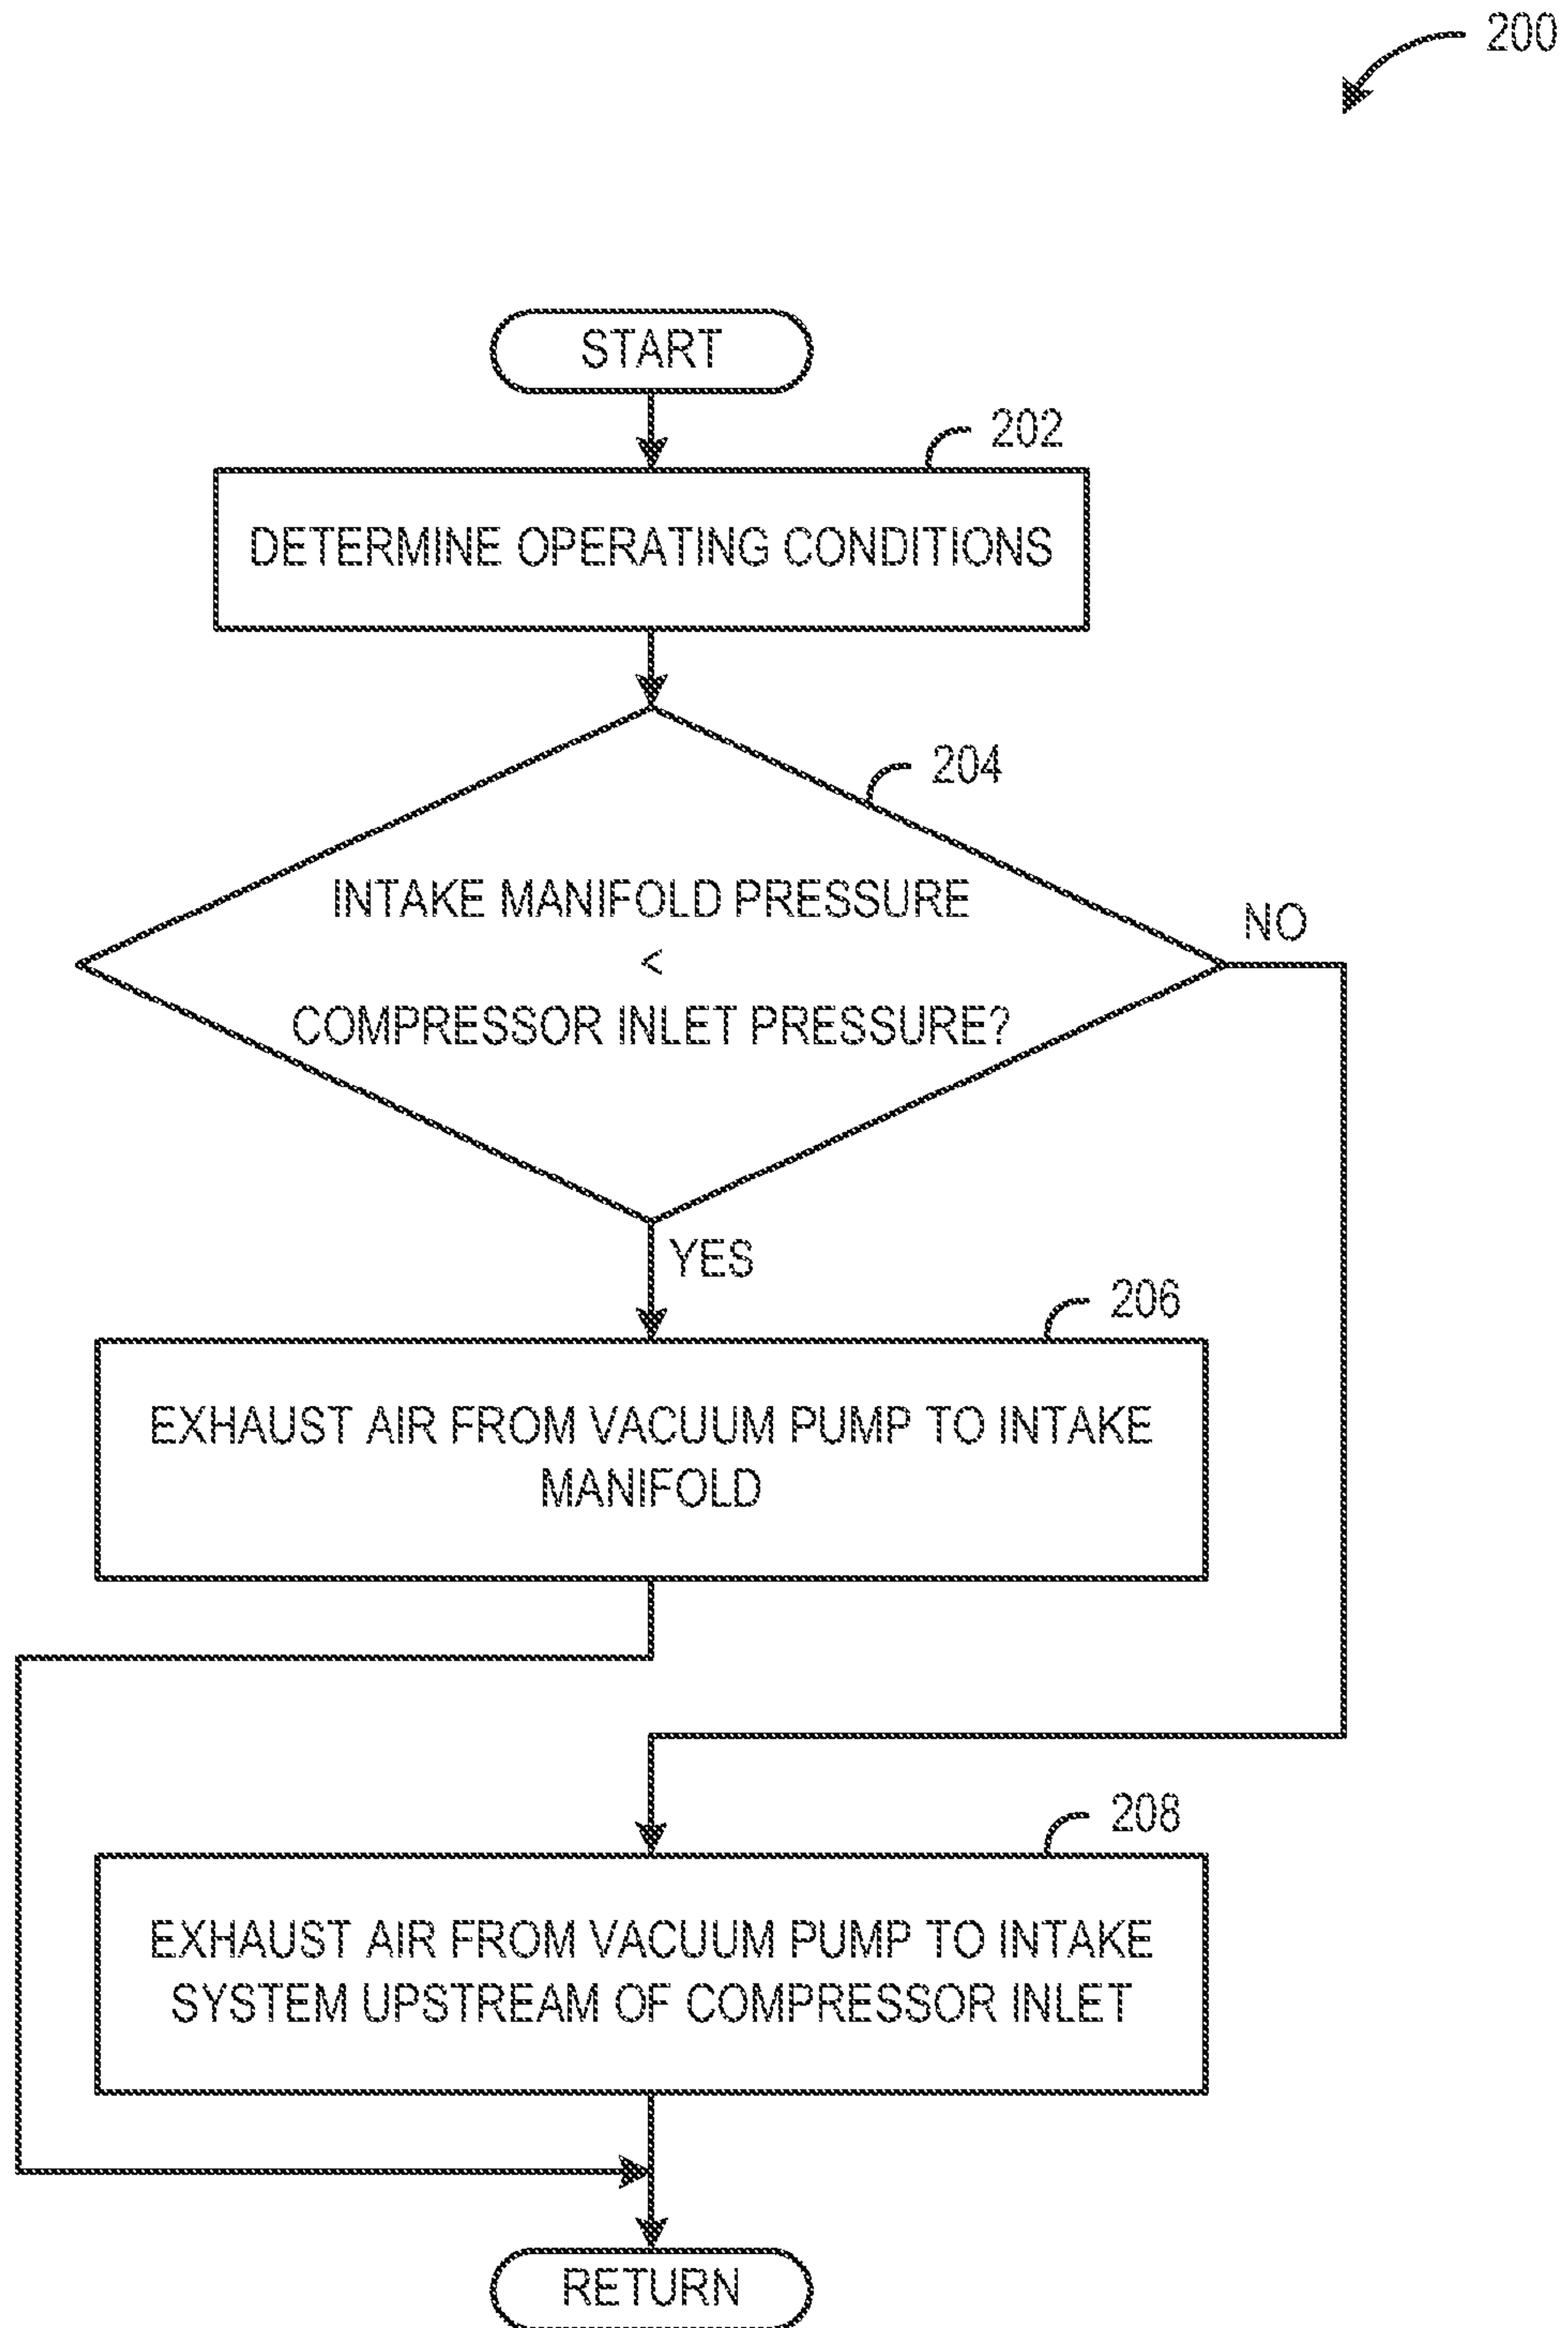 200
START
202
DETERMINE OPERATING CONDITIONS
204
INTAKE MANIFOLD PRESSURE
<
COMPRESSOR INLET PRESSURE?
NO
YES
206
EXHAUST AIR FROM VACUUM PUMP TO INTAKE
MANIFOLD
208
EXHAUST AIR FROM VACUUM PUMP TO INTAKE
SYSTEM UPSTREAM OF COMPRESSOR INLET
RETURN